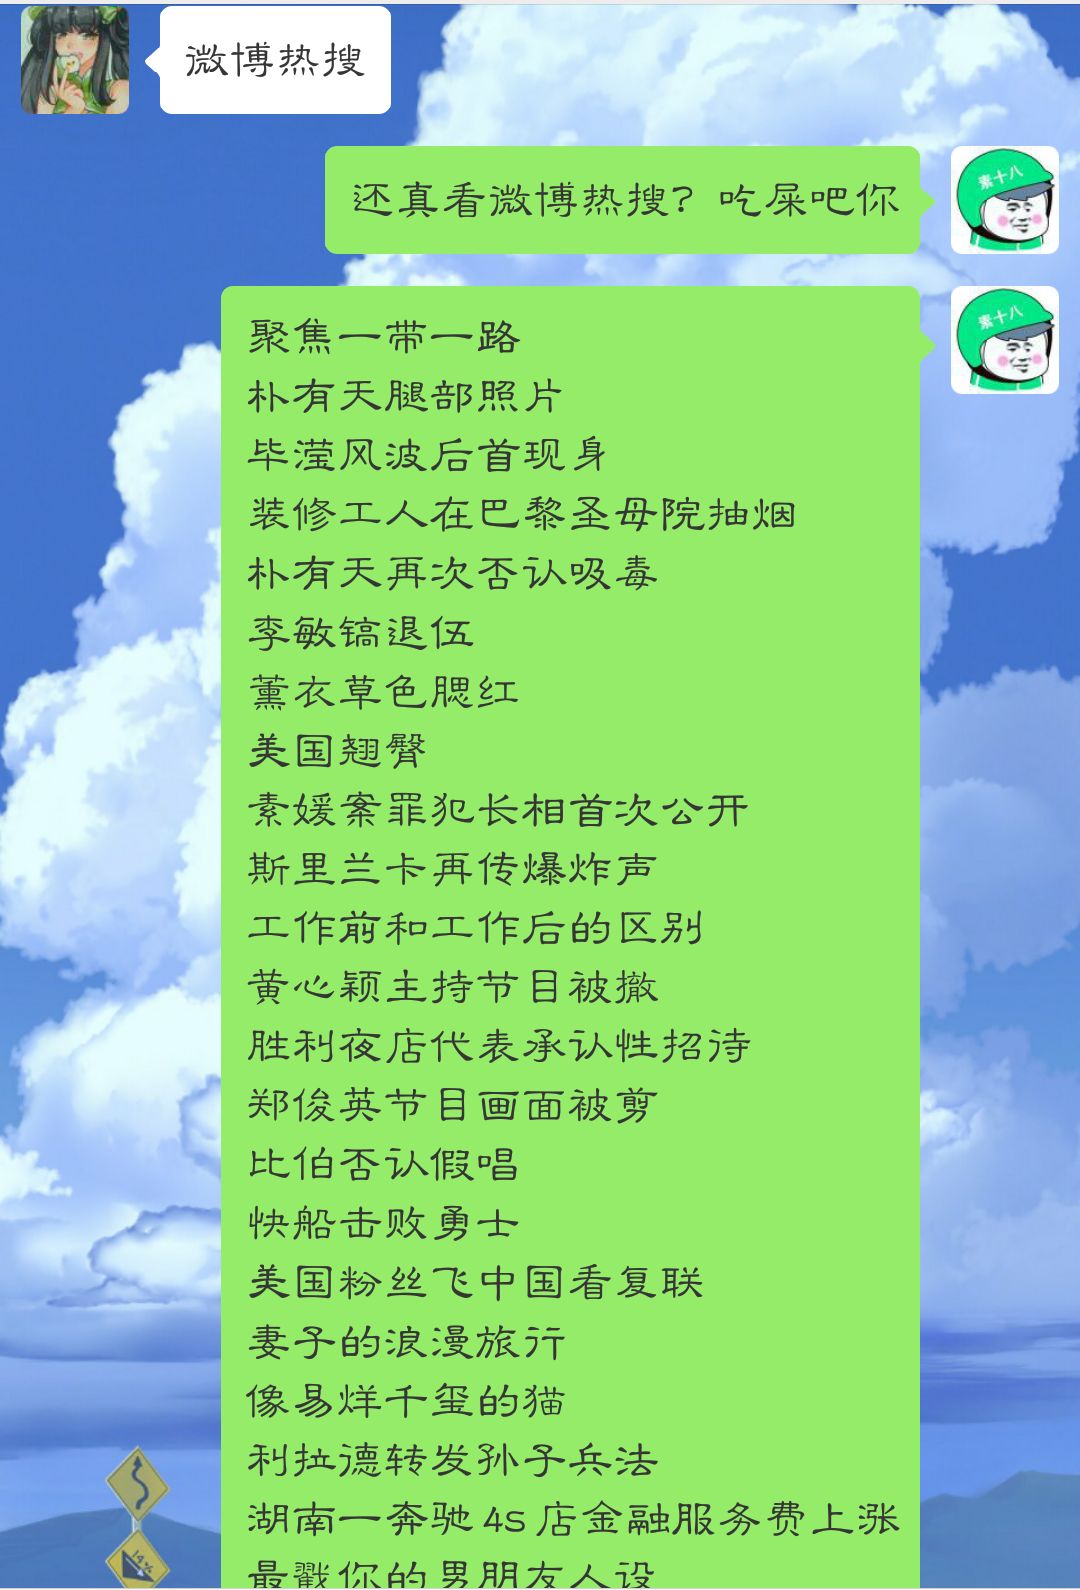 微博热搜
还真看微博热搜? 吃屎吧你
素十八
聚焦一带一路
素十八
朴有天腿部照片
毕滢风波后首现身
装修工人在巴黎圣母院抽烟
朴有天再次否认吸毒
李敏镐退伍
薰衣草色腮红
美国翘臀
素媛案罪犯长相首次公开
斯里兰卡再传爆炸声
工作前和工作后的区别
黄心颖主持节目被撤
胜利夜店代表承认性招待
郑俊英节目画面被剪
比伯否认假唱
快船击败勇士
美国粉丝飞中国看复联
妻子的浪漫旅行
像易烊千玺的猫
利拉德转发孙子兵法
湖南一奔驰4s店金融服务费上涨
14%
最戳你的男朋友人设